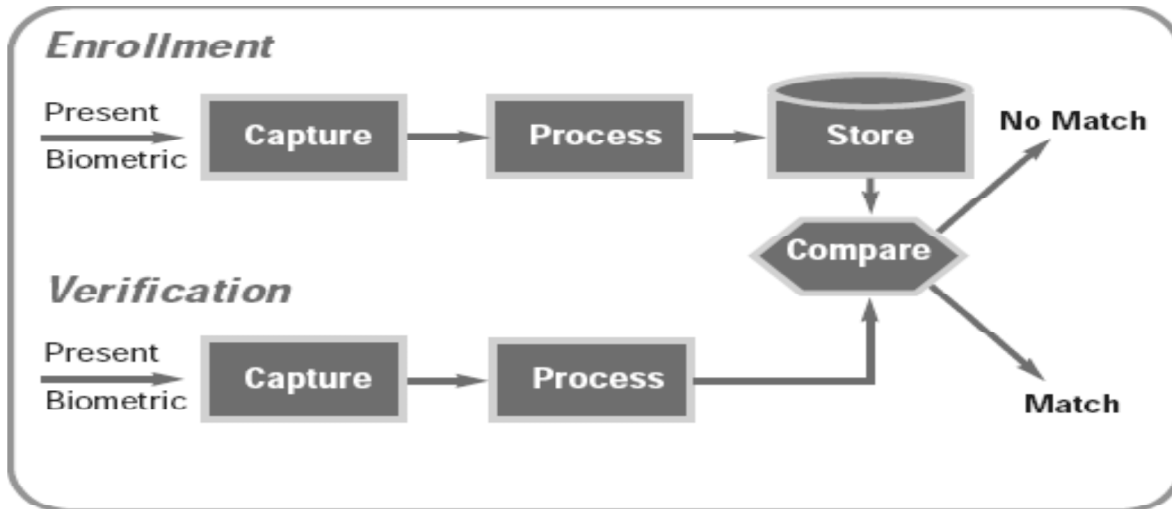 Enrollment
Present
Biometric
Capture
Process
Store
No Match
Compare
Verification
Present
Biometric
Capture
Process
Match